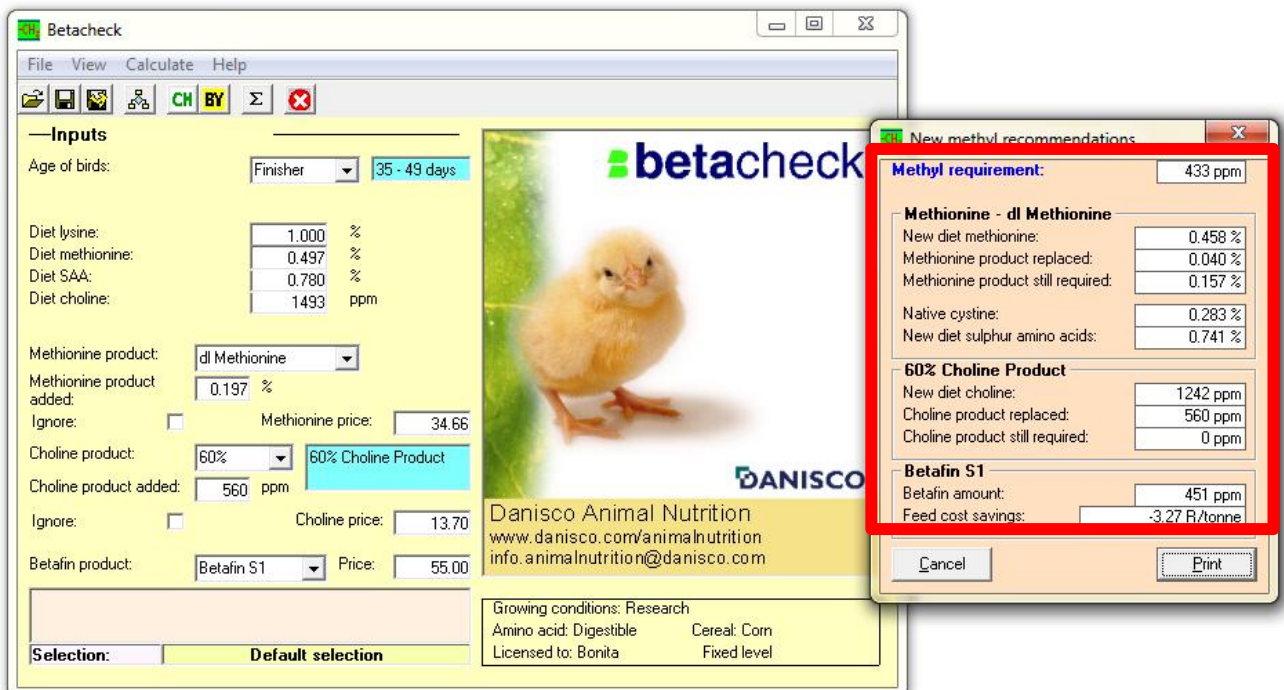 -CH3 Betacheck
File View Calculate Help
CH BY Σ
Inputs
Age of birds: Finisher 35 - 49 days
Diet lysine: 1.000 %
Diet methionine: 0.497 %
Diet SAA: 0.780 %
Diet choline: 1493 ppm
Methionine product: dl Methionine
Methionine product
added: 0.197 %
Ignore: Methionine price: 34.66
Choline product: 60% 60% Choline Product
Choline product added: 560 ppm
Ignore: Choline price: 13.70
Betafin product: Betafin S1 Price: 55.00
Selection: Default selection
betacheck
DANISCO
Danisco Animal Nutrition
www.danisco.com/animalnutrition
info.animalnutrition@danisco.com
Growing conditions: Research
Amino acid: Digestible Cereal: Corn
Licensed to: Bonita Fixed level
New methyl recommendations
Methyl requirement: 433 ppm
Methionine - dl Methionine
New diet methionine: 0.458 %
Methionine product replaced: 0.040 %
Methionine product still required: 0.157 %
Native cystine: 0.283 %
New diet sulphur amino acids: 0.741 %
60% Choline Product
New diet choline: 1242 ppm
Choline product replaced: 560 ppm
Choline product still required: 0 ppm
Betafin S1
Betafin amount: 451 ppm
Feed cost savings: -3.27 R/tonne
Cancel Print